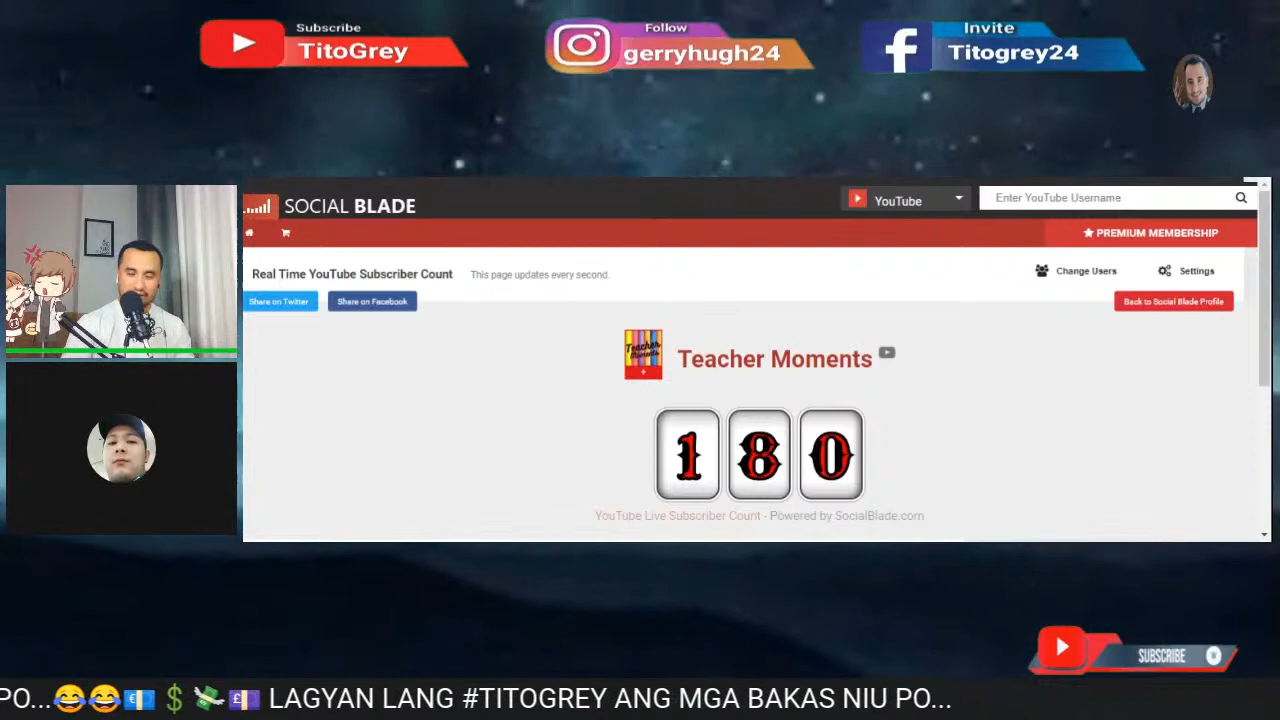 Subscribe
TitoGrey
Follow
gerryhugh24
Invite
Titogrey24
SOCIAL BLADE
YouTube
Enter YouTube Username
PREMIUM MEMBERSHIP
Real Time YouTube Subscriber Count
This page updates every second.
Change Users
Settings
Share on Twitter
Share on Facebook
Back to Social Blade Profile
Teacher Moments
Teacher Moments
180
YouTube Live Subscriber Count - Powered by SocialBlade.com
SUBSCRIBE
PO...😂😂💶💲💸💷 LAGYAN LANG #TITOGREY ANG MGA BAKAS NIU PO...